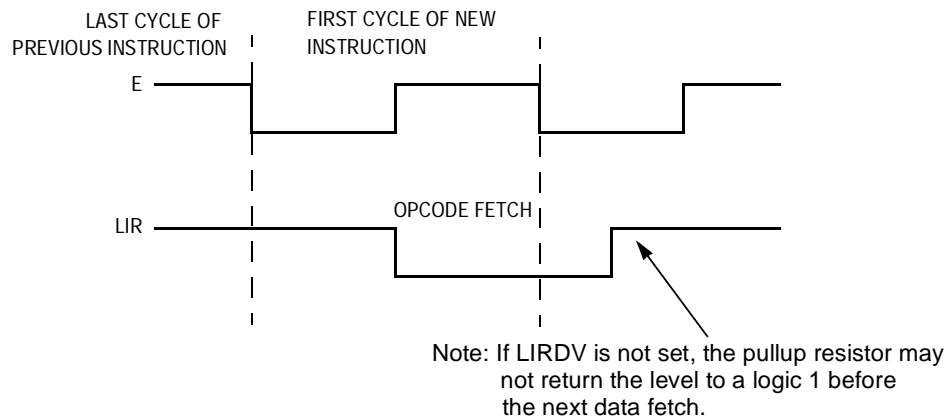 LAST CYCLE OF
PREVIOUS INSTRUCTION
FIRST CYCLE OF NEW
INSTRUCTION
E
OPCODE FETCH
LIR
Note: If LIRDV is not set, the pullup resistor may
not return the level to a logic 1 before
the next data fetch.